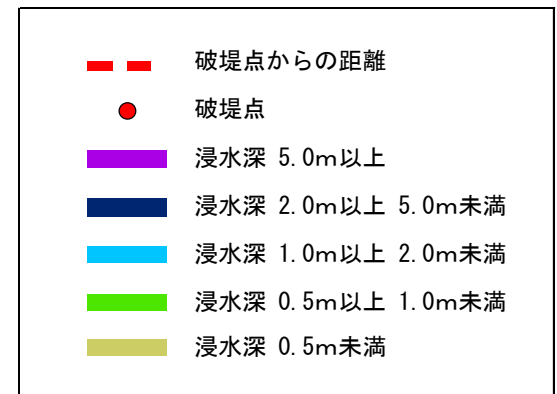 破堤点からの距離
破堤点
浸水深 5.0m以上
浸水深 2.0m以上 5.0m未満
浸水深 1.0m以上 2.0m未満
浸水深 0.5m以上 1.0m未満
浸水深 0.5m未満